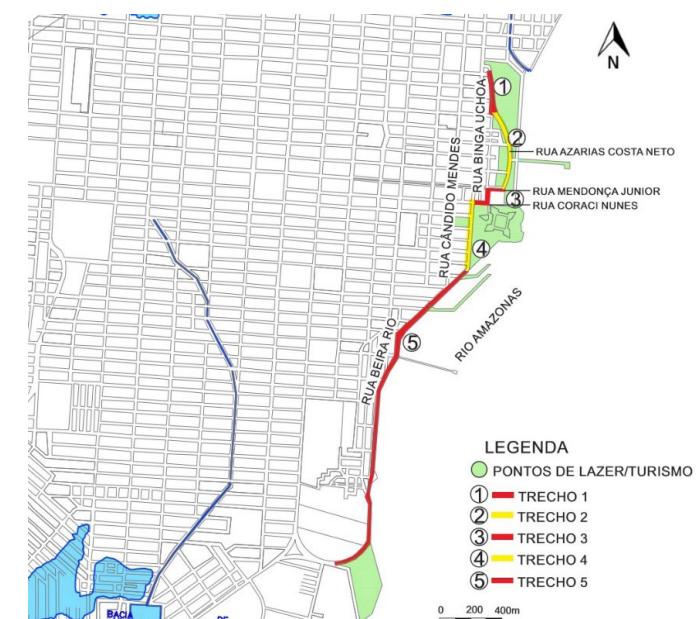 N
1
RUA BINGA UCHOA
2
RUA AZARIAS COSTA NETO
RUA CÂNDIDO MENDES
RUA MENDONÇA JUNIOR
3
RUA CORACI NUNES
4
RIO AMAZONAS
RUA BEIRA RIO
5
LEGENDA
PONTOS DE LAZER/TURISMO
1 TRECHO 1
2 TRECHO 2
3 TRECHO 3
4 TRECHO 4
5 TRECHO 5
0 200 400m
BACIA
DE